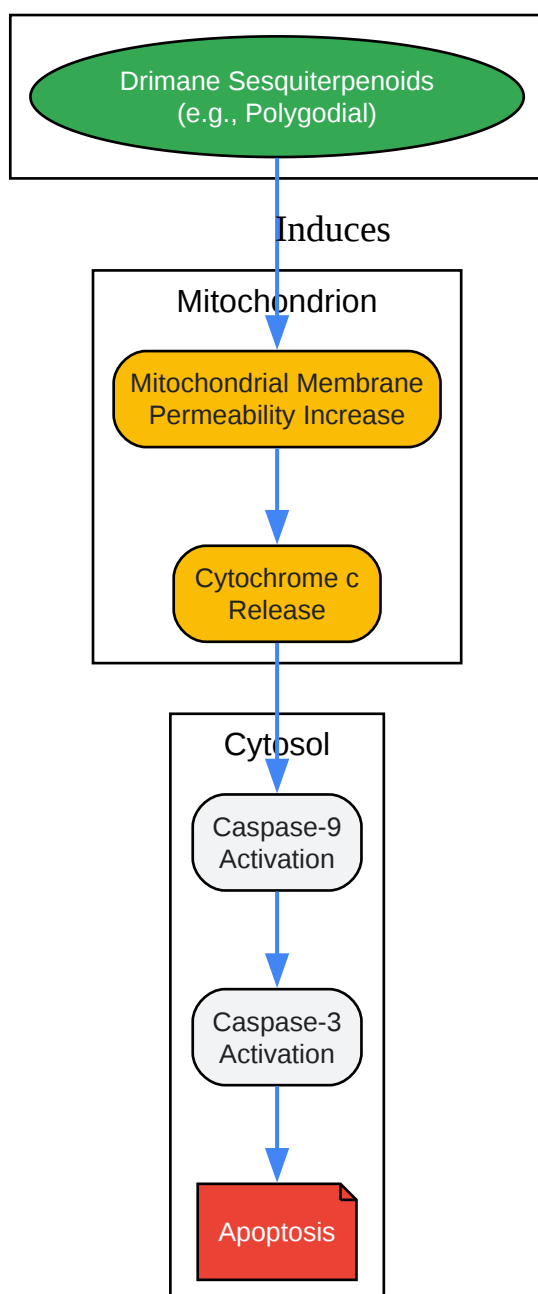 Drimane Sesquiterpenoids
(e.g., Polygodial)
Induces
Mitochondrion
Mitochondrial Membrane
Permeability Increase
Cytochrome c
Release
Cytosol
Caspase-9
Activation
Caspase-3
Activation
Apoptosis